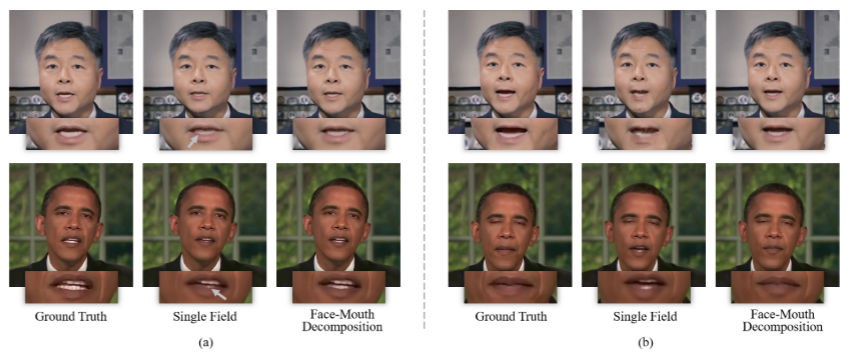 Ground Truth
Single Field
Face-Mouth
Decomposition
(a)
Ground Truth
Single Field
Face-Mouth
Decomposition
(b)